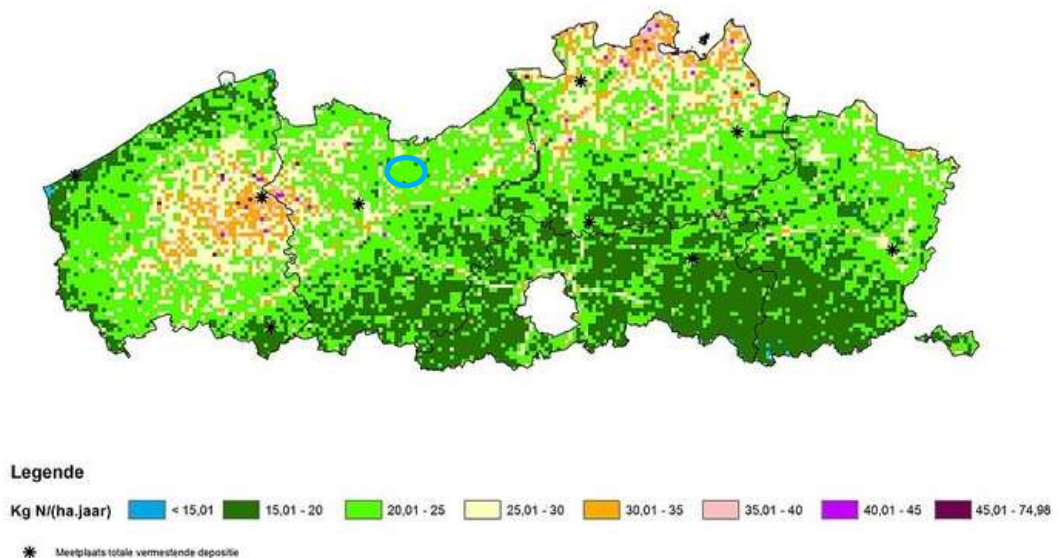 Legende
Kg N/(ha.jaar) < 15,01 15,01 - 20 20,01 - 25 25,01 - 30 30,01 - 35 35,01 - 40 40,01 - 45 45,01 - 74,98
Meetplaats totale vermestende depositie